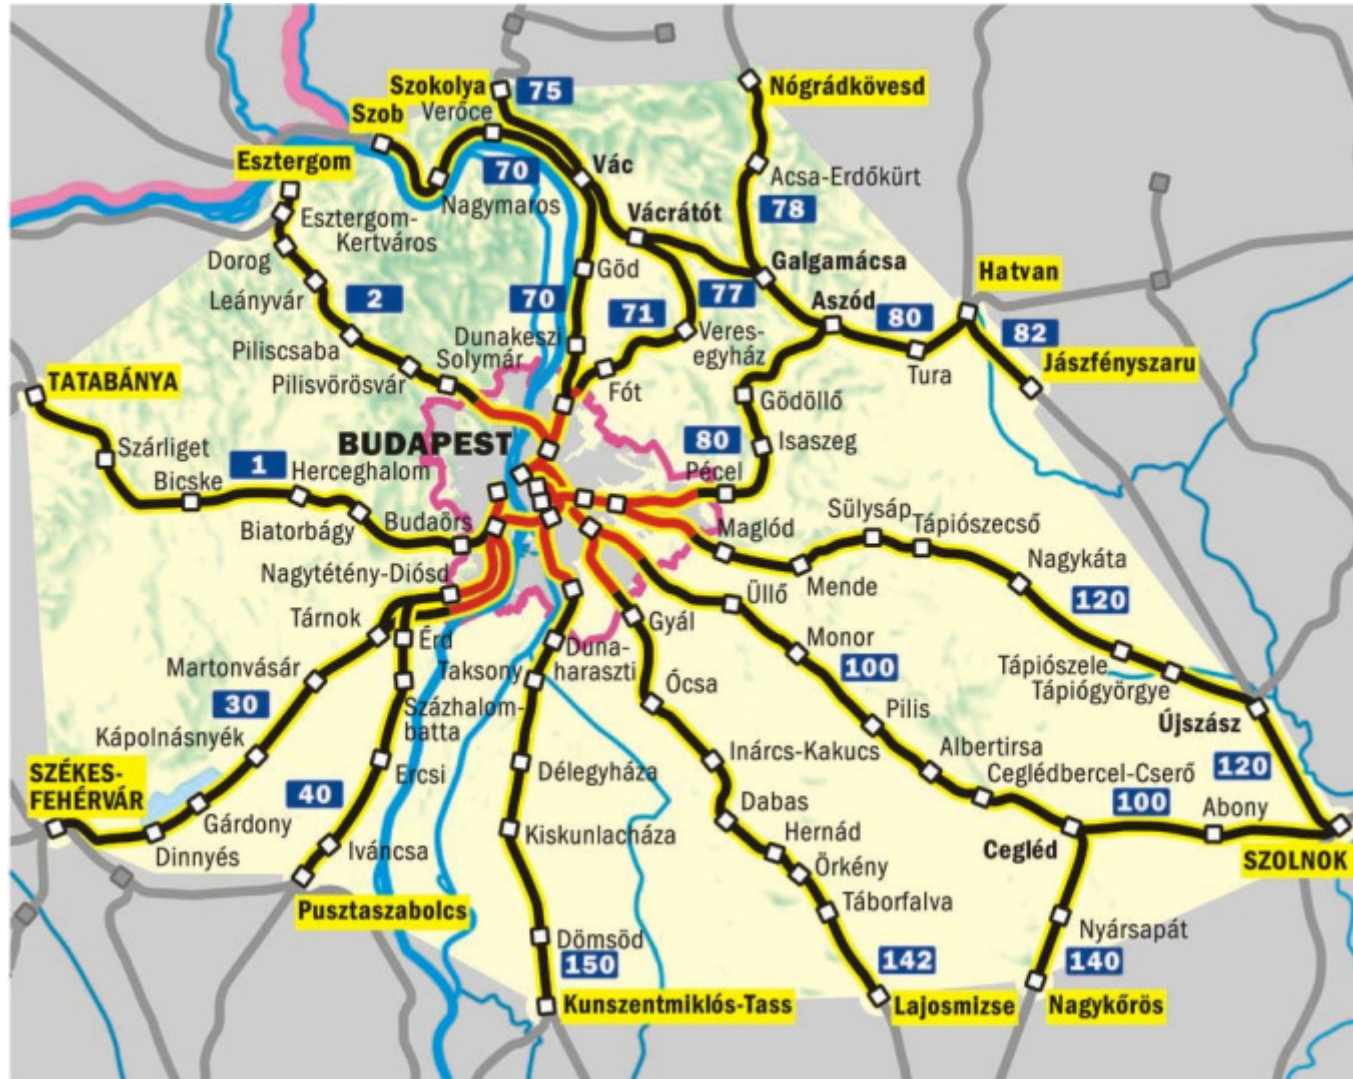 Szokolya
75
Nógrádkövesd
Szob
Verőce
Esztergom
70
Vác
Acsa-Erdőkürt
Nagymaros
78
Esztergom-
Kertváros
Vácrátót
Dorog
Göd
Galgamácsa
Hatvan
Leányvár
2
70
71
77
Aszód
80
82
Dunakeszi
Veres-
egyház
Piliscsaba
Solymár
Jászfényszaru
Pilisvörösvár
Fót
Tura
TATABÁNYA
Gödöllő
BUDAPEST
80
Isaszeg
Szárliget
1
Herceghalom
Pécel
Bicske
Biatorbágy
Budaörs
Maglód
Sülysáp
Tápiószecső
Nagykáta
Nagytétény-Diósd
Mende
120
Üllő
Tárnok
Érd
Gyál
Monor
Duna-
haraszti
Martonvásár
Taksony
100
Tápiószele
Tápiógyörgye
Ócsa
30
Százhalom-
batta
Pilis
Újszász
Kápolnásnyék
Inárcs-Kakucs
Albertirsa
SZÉKES-
FEHÉRVÁR
Ercsi
Délegyháza
Ceglédbercel-Cserő
120
40
Dabas
100
Abony
Gárdony
Kiskunlacháza
Hernád
Dinnyés
Iváncsa
Örkény
Cegléd
SZOLNOK
Pusztaszabolcs
Táborfalva
Dömsöd
Nyársapát
150
142
140
Kunszentmiklós-Tass
Lajosmizse
Nagykőrös